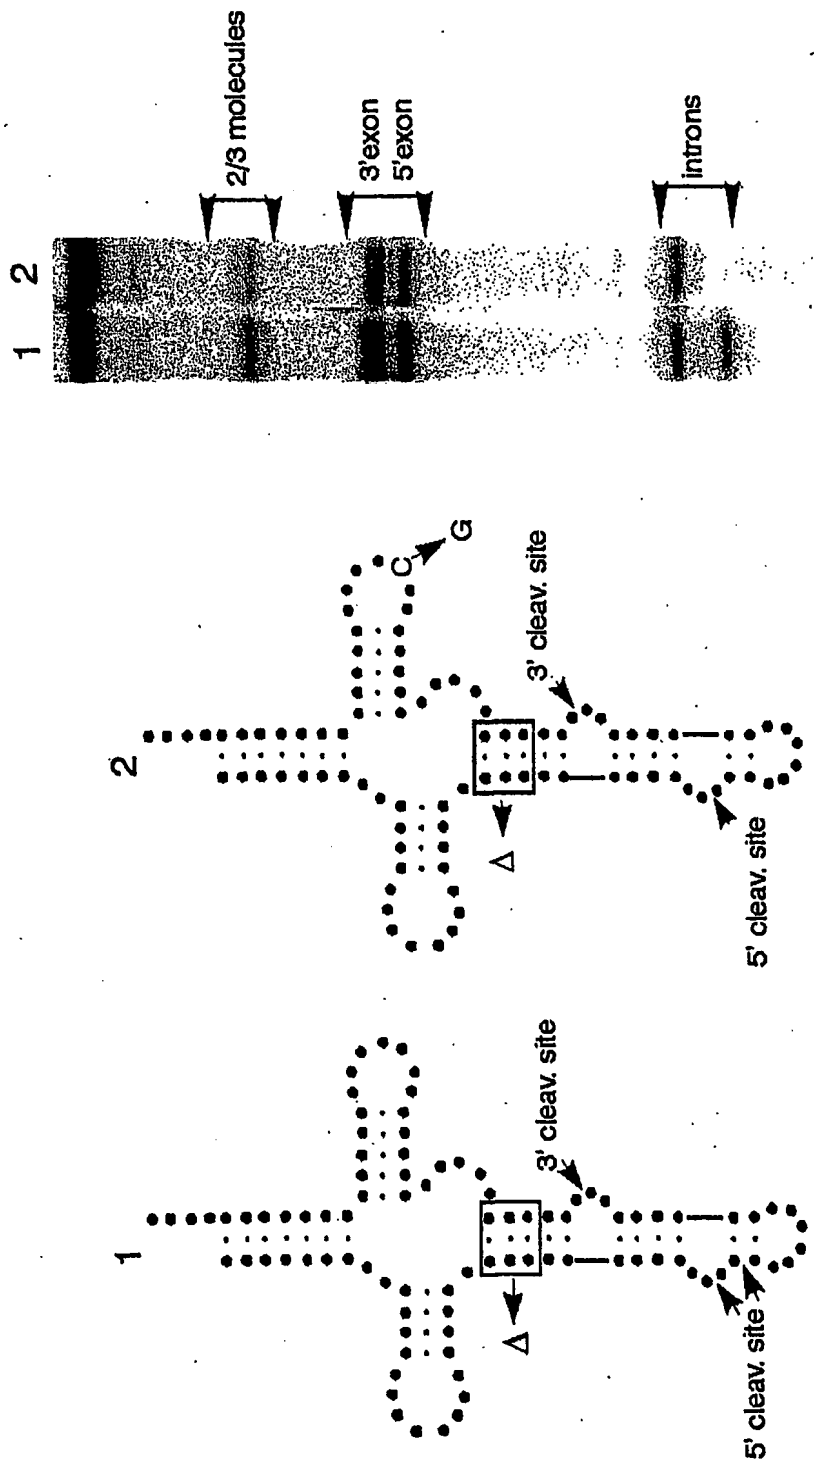 1
2
2/3 molecules
3'exon
5'exon
introns
1
3' cleav. site
5' cleav. site
Δ
2
C
G
3' cleav. site
5' cleav. site
Δ